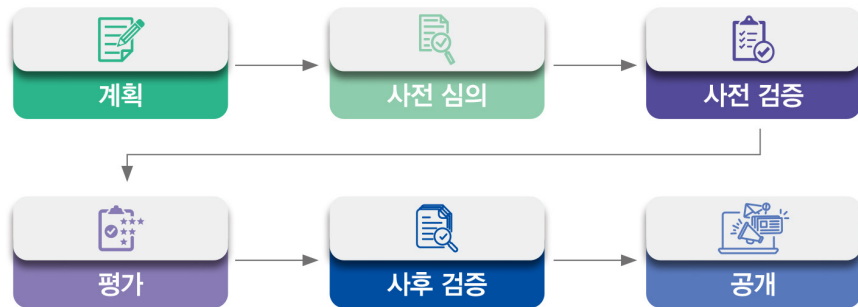 계획
사전 심의
사전 검증
평가
사후 검증
공개